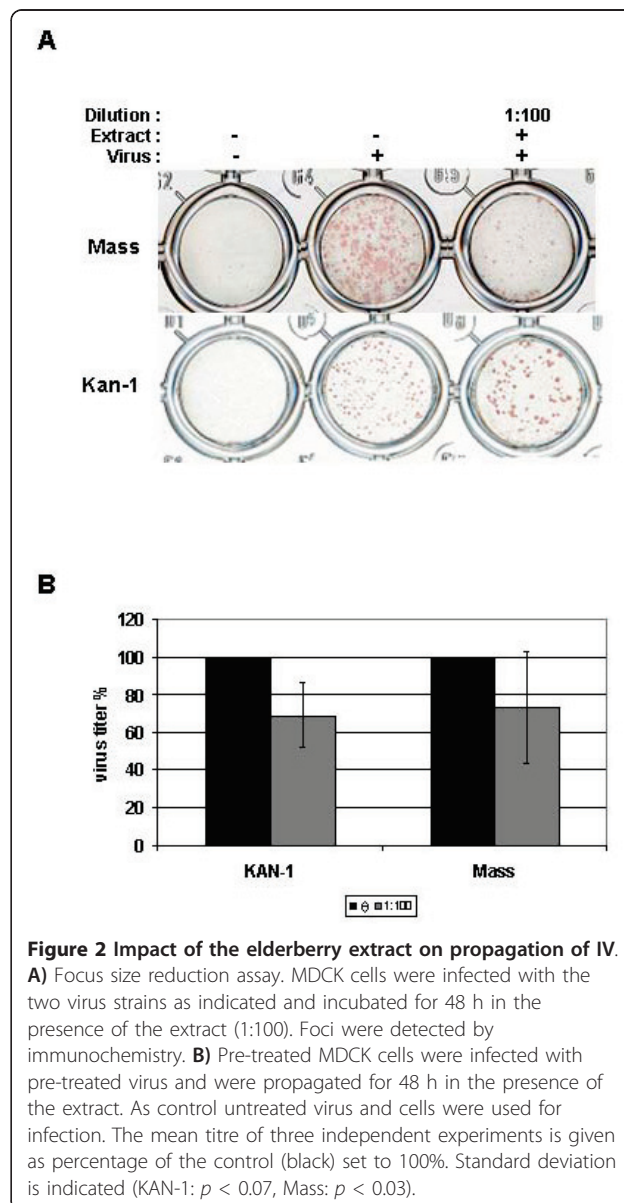 A
Dilution : 1:100
Extract : - - +
Virus : - + +
Mass
Kan-1
B
120
100
80
60
40
20
0
virus titer %
KAN-1 Mass
1:100
Figure 2 Impact of the elderberry extract on propagation of IV.
A) Focus size reduction assay. MDCK cells were infected with the
two virus strains as indicated and incubated for 48 h in the
presence of the extract (1:100). Foci were detected by
immunochemistry. B) Pre-treated MDCK cells were infected with
pre-treated virus and were propagated for 48 h in the presence of
the extract. As control untreated virus and cells were used for
infection. The mean titre of three independent experiments is given
as percentage of the control (black) set to 100%. Standard deviation
is indicated (KAN-1: p < 0.07, Mass: p < 0.03).